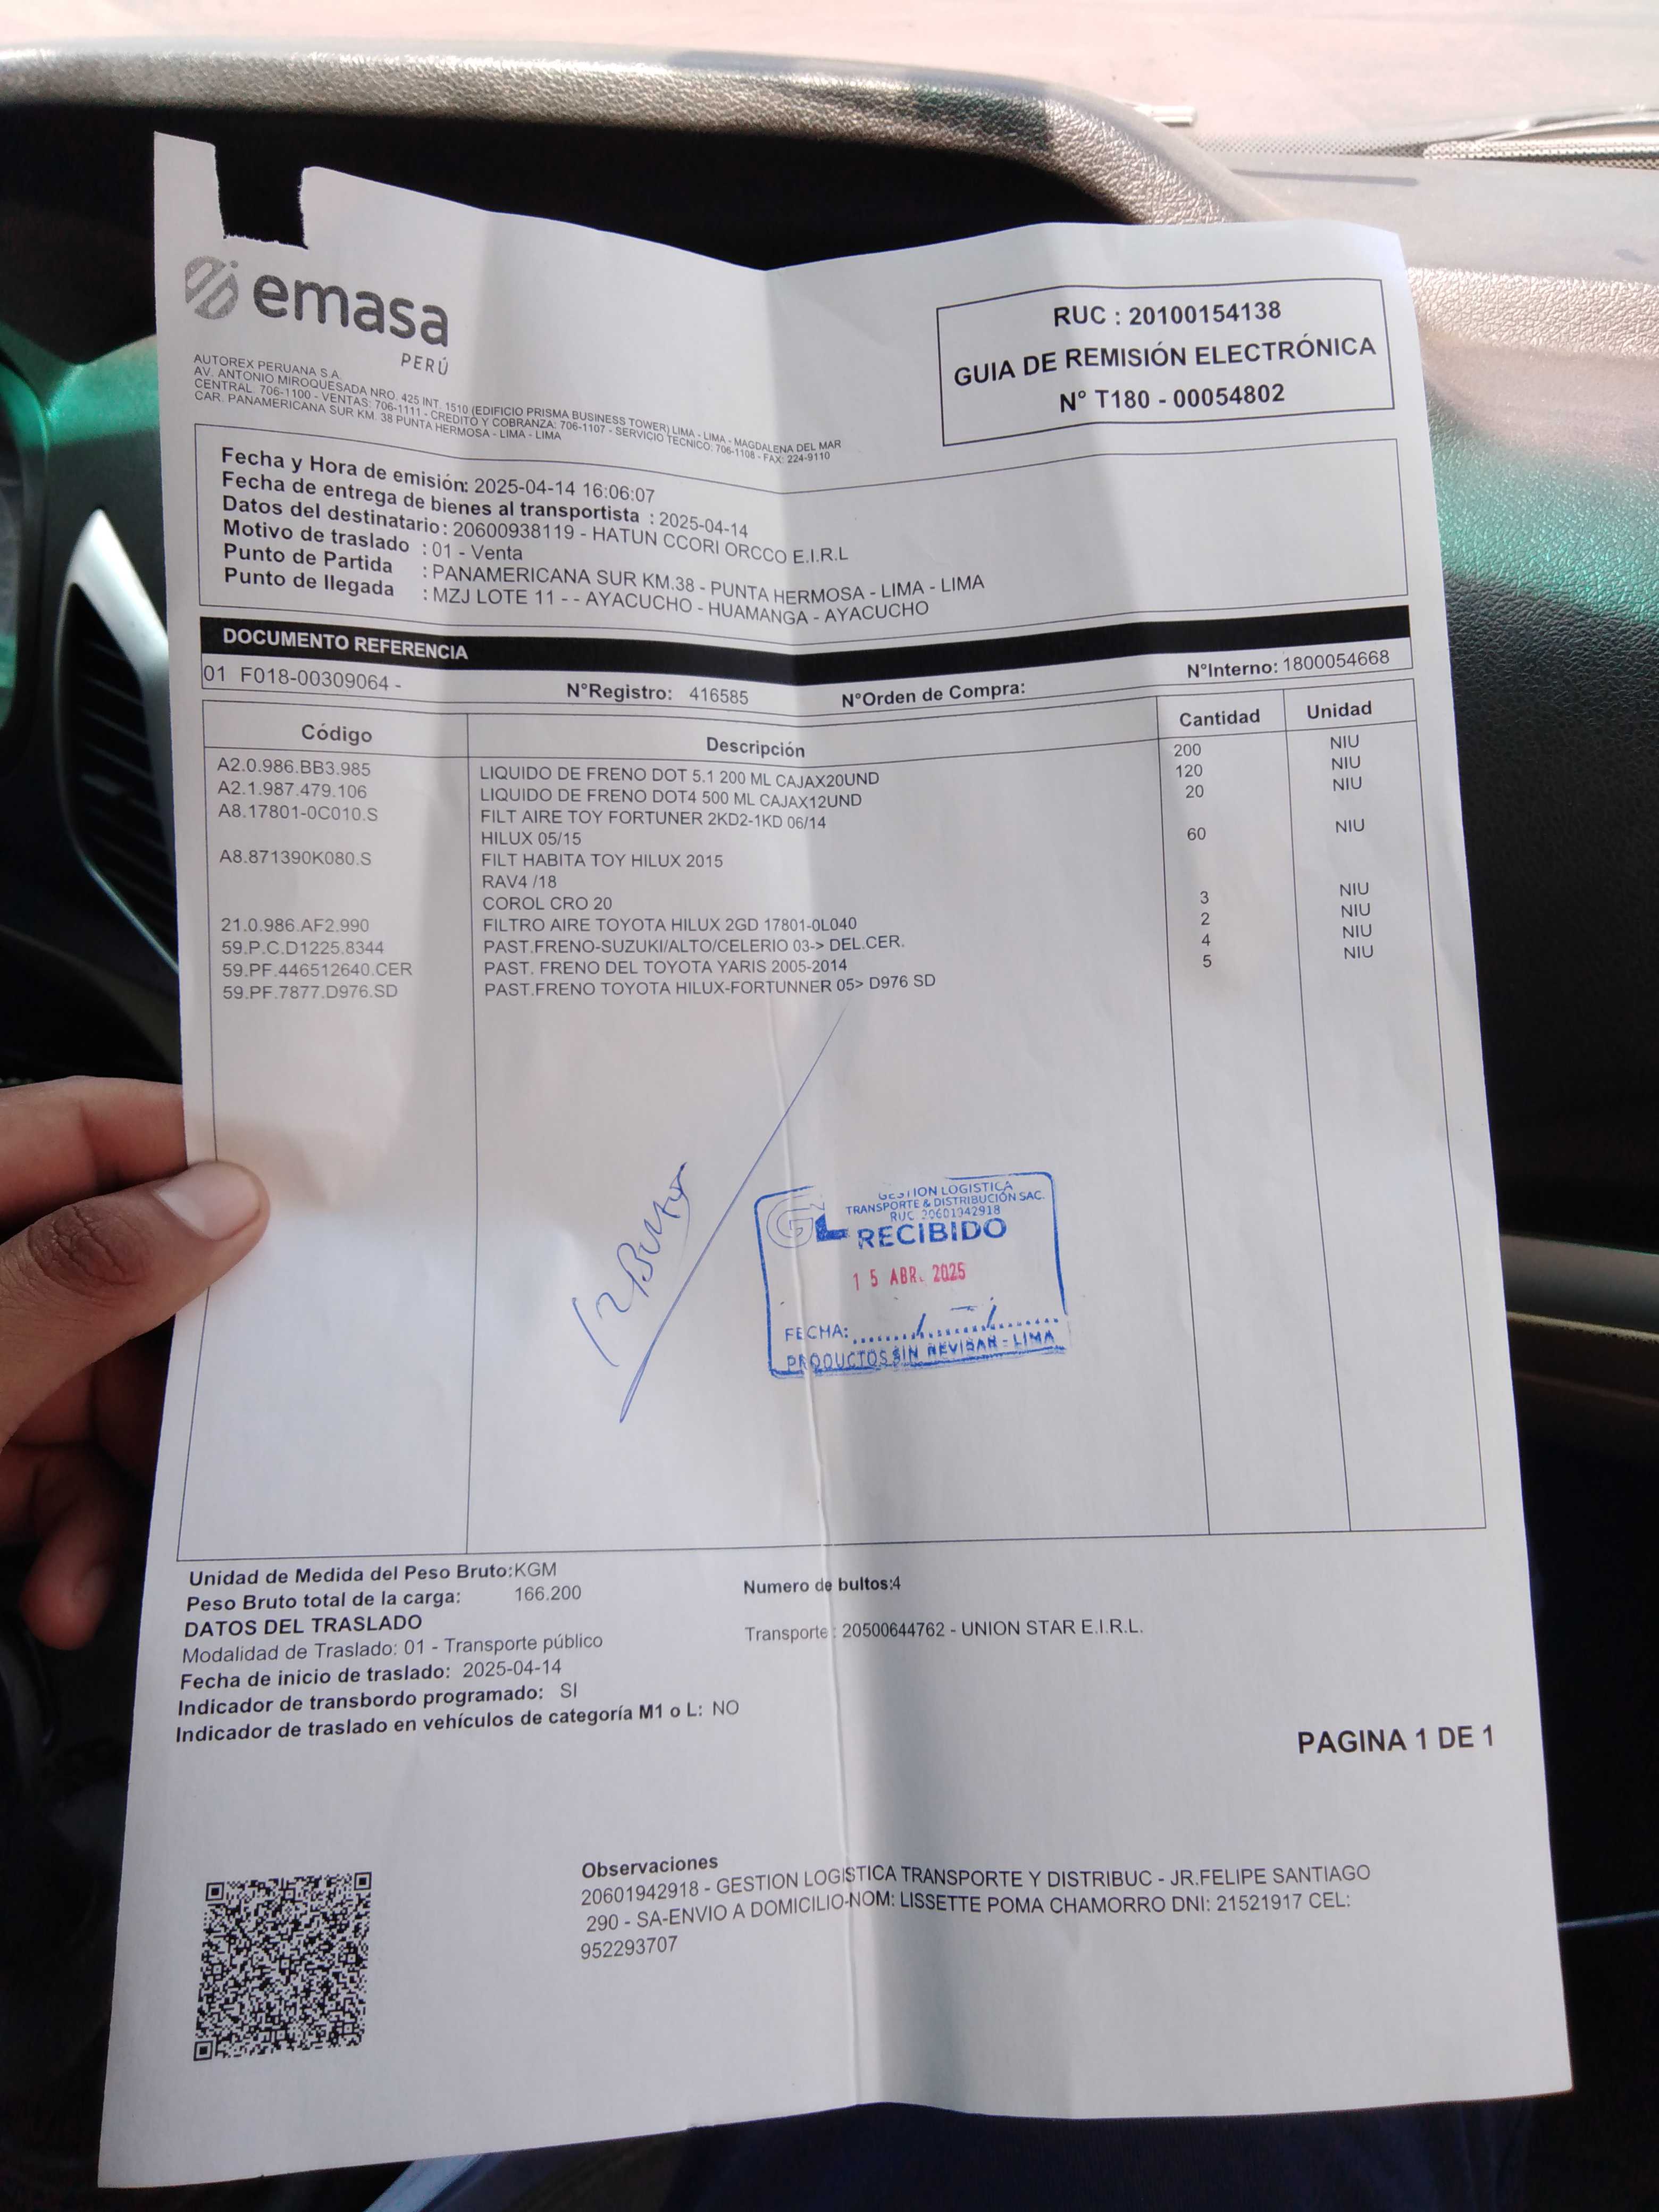 emasa
PERÚ
AUTOREX PERUANA S.A.
AV. ANTONIO MIROQUESADA NRO. 425 INT. 1510 (EDIFICIO PRISMA BUSINESS TOWER) LIMA - LIMA - MAGDALENA DEL MAR
CENTRAL: 706-1100 - VENTAS: 706-1111 - CREDITO Y COBRANZA: 706-1107 - SERVICIO TECNICO: 706-1108 - FAX: 224-9110
CAR. PANAMERICANA SUR KM. 38 PUNTA HERMOSA - LIMA - LIMA
RUC : 20100154138
GUIA DE REMISIÓN ELECTRÓNICA
N° T180 - 00054802
Fecha y Hora de emisión: 2025-04-14 16:06:07
Fecha de entrega de bienes al transportista : 2025-04-14
Datos del destinatario : 20600938119 - HATUN CCORI ORCCO E.I.R.L
Motivo de traslado : 01 - Venta
Punto de Partida : PANAMERICANA SUR KM.38 - PUNTA HERMOSA - LIMA - LIMA
Punto de llegada : MZJ LOTE 11 - - AYACUCHO - HUAMANGA - AYACUCHO
DOCUMENTO REFERENCIA
01 F018-00309064 - N°Registro: 416585 N°Orden de Compra: N°Interno: 1800054668
Código Descripción Cantidad Unidad
A2.0.986.BB3.985 LIQUIDO DE FRENO DOT 5.1 200 ML CAJAX20UND 200 NIU
A2.1.987.479.106 LIQUIDO DE FRENO DOT4 500 ML CAJAX12UND 120 NIU
A8.17801-0C010.S FILT AIRE TOY FORTUNER 2KD2-1KD 06/14 20 NIU
HILUX 05/15
A8.871390K080.S FILT HABITA TOY HILUX 2015 60 NIU
RAV4 /18
COROL CRO 20
21.0.986.AF2.990 FILTRO AIRE TOYOTA HILUX 2GD 17801-0L040 3 NIU
59.P.C.D1225.8344 PAST.FRENO-SUZUKI/ALTO/CELERIO 03-> DEL.CER. 2 NIU
59.PF.446512640.CER PAST. FRENO DEL TOYOTA YARIS 2005-2014 4 NIU
59.PF.7877.D976.SD PAST.FRENO TOYOTA HILUX-FORTUNNER 05> D976 SD 5 NIU
12
GL
GESTION LOGISTICA
TRANSPORTE & DISTRIBUCIÓN SAC.
RUC 20601942918
RECIBIDO
15 ABR. 2025
FECHA: ......../......../........
PRODUCTOS SIN REVISAR - LIMA
Unidad de Medida del Peso Bruto: KGM
Peso Bruto total de la carga: 166.200 Numero de bultos:4
DATOS DEL TRASLADO
Modalidad de Traslado: 01 - Transporte público Transporte : 20500644762 - UNION STAR E.I.R.L.
Fecha de inicio de traslado: 2025-04-14
Indicador de transbordo programado: SI
Indicador de traslado en vehículos de categoría M1 o L: NO
PAGINA 1 DE 1
Observaciones
20601942918 - GESTION LOGISTICA TRANSPORTE Y DISTRIBUC - JR.FELIPE SANTIAGO
290 - SA-ENVIO A DOMICILIO-NOM: LISSETTE POMA CHAMORRO DNI: 21521917 CEL:
952293707